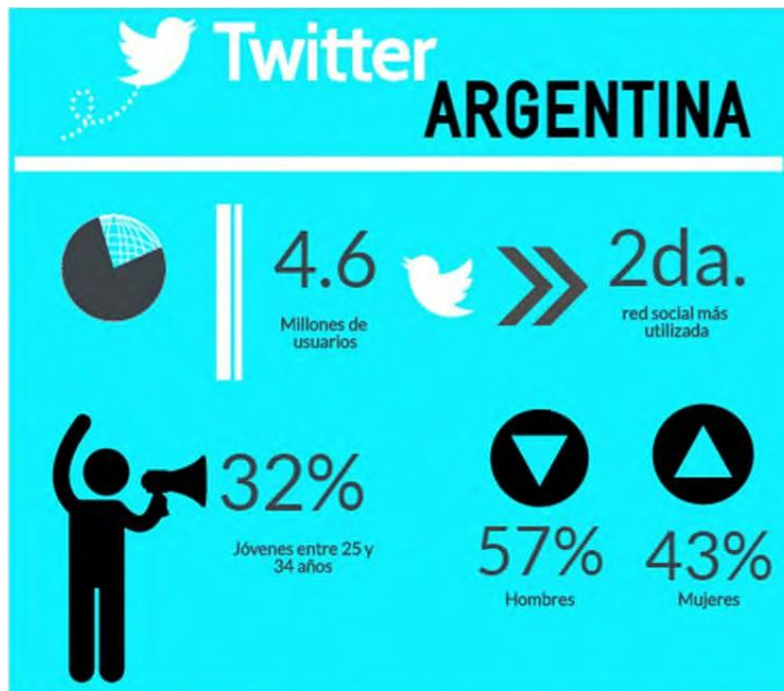 Twitter
ARGENTINA
4.6
Millones de
usuarios
2da.
red social más
utilizada
32%
Jóvenes entre 25 y
34 años
57%
Hombres
43%
Mujeres